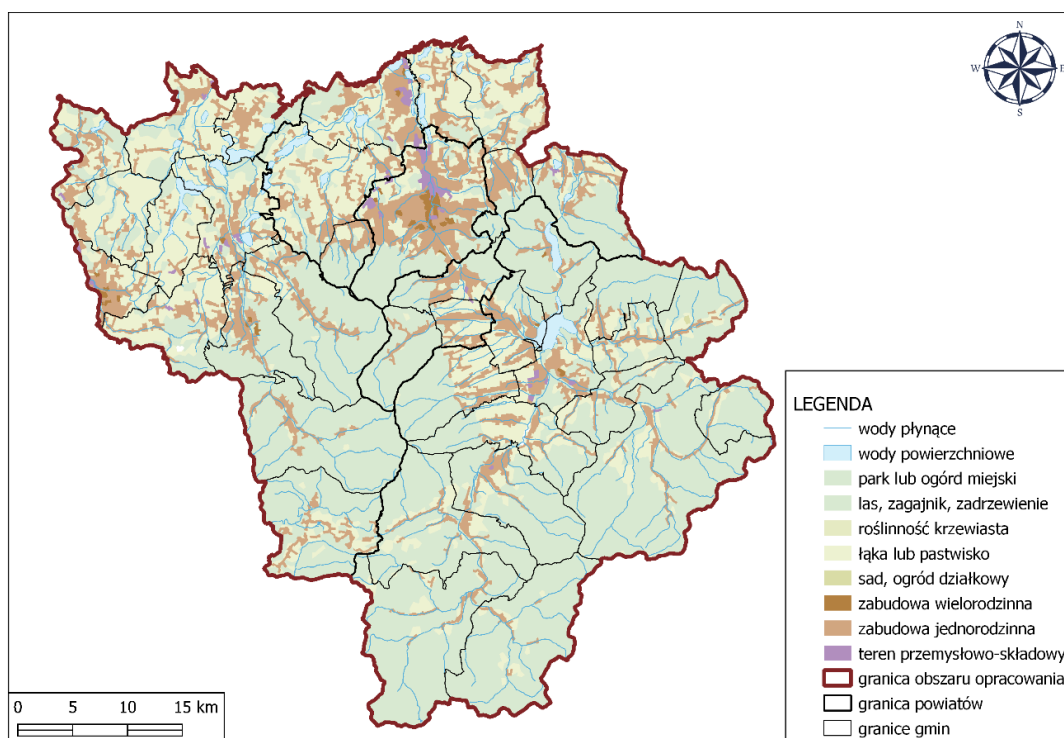 N
W E
S
LEGENDA
wody płynące
wody powierzchniowe
park lub ogórd miejski
las, zagajnik, zadrzewienie
roślinność krzewiasta
łąka lub pastwisko
sad, ogród działkowy
zabudowa wielorodzinna
zabudowa jednorodzinna
teren przemysłowo-składowy
granica obszaru opracowania
granica powiatów
granice gmin
0 5 10 15 km